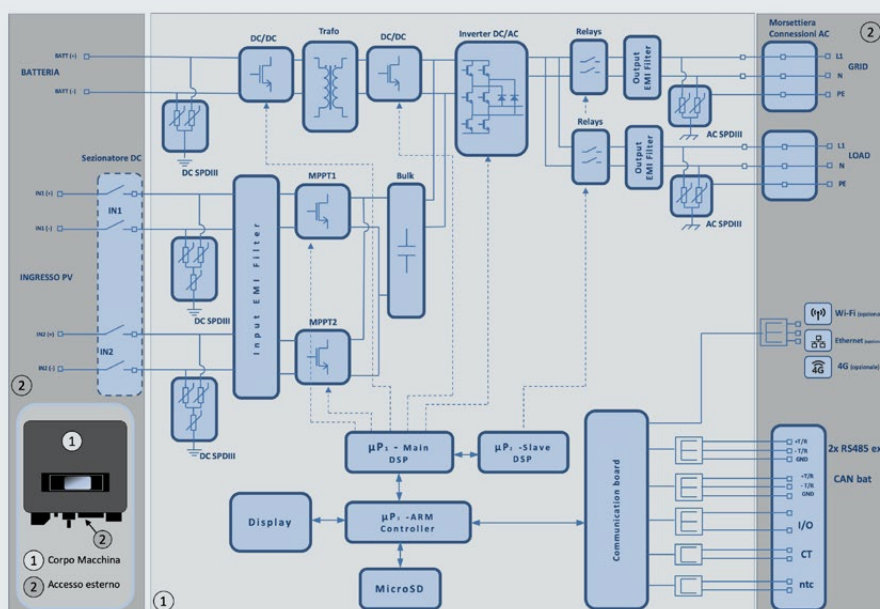 1
2
DC/DC
Trafo
DC/DC
Inverter DC/AC
Relays
Morsettiera
Connessioni AC
BATT (+)
BATTERIA
BATT (-)
DC SPDIII
Output
EMI Filter
L1
GRID
N
PE
AC SPDIII
Relays
Output
EMI Filter
L1
LOAD
N
PE
AC SPDIII
Sezionatore DC
IN1 (+)
IN1
IN1 (-)
DC SPDIII
INGRESSO PV
IN2 (+)
IN2
IN2 (-)
DC SPDIII
Input EMI Filter
MPPT1
MPPT2
Bulk
Wi-Fi (opzionale)
Ethernet
4G
4G (opzionale)
2
1
2
1 Corpo Macchina
2 Accesso esterno
µP₁ - Main
DSP
-Slave
DSP
-ARM
Controller
Display
MicroSD
Communication board
+T/R
- T/R
GND
2x RS485 ex
+T/R
- T/R
GND
CAN bat
I/O
CT
ntc
1